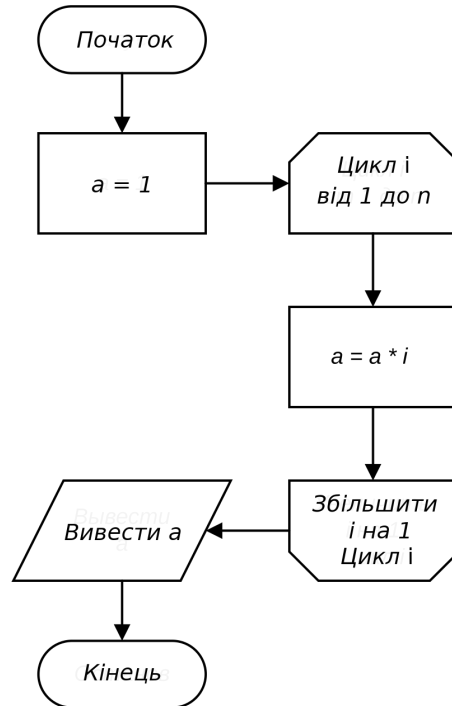 Початок
a = 1
Цикл i
від 1 до n
a = a * i
Збільшити
i на 1
Цикл i
Вивести a
Кінець